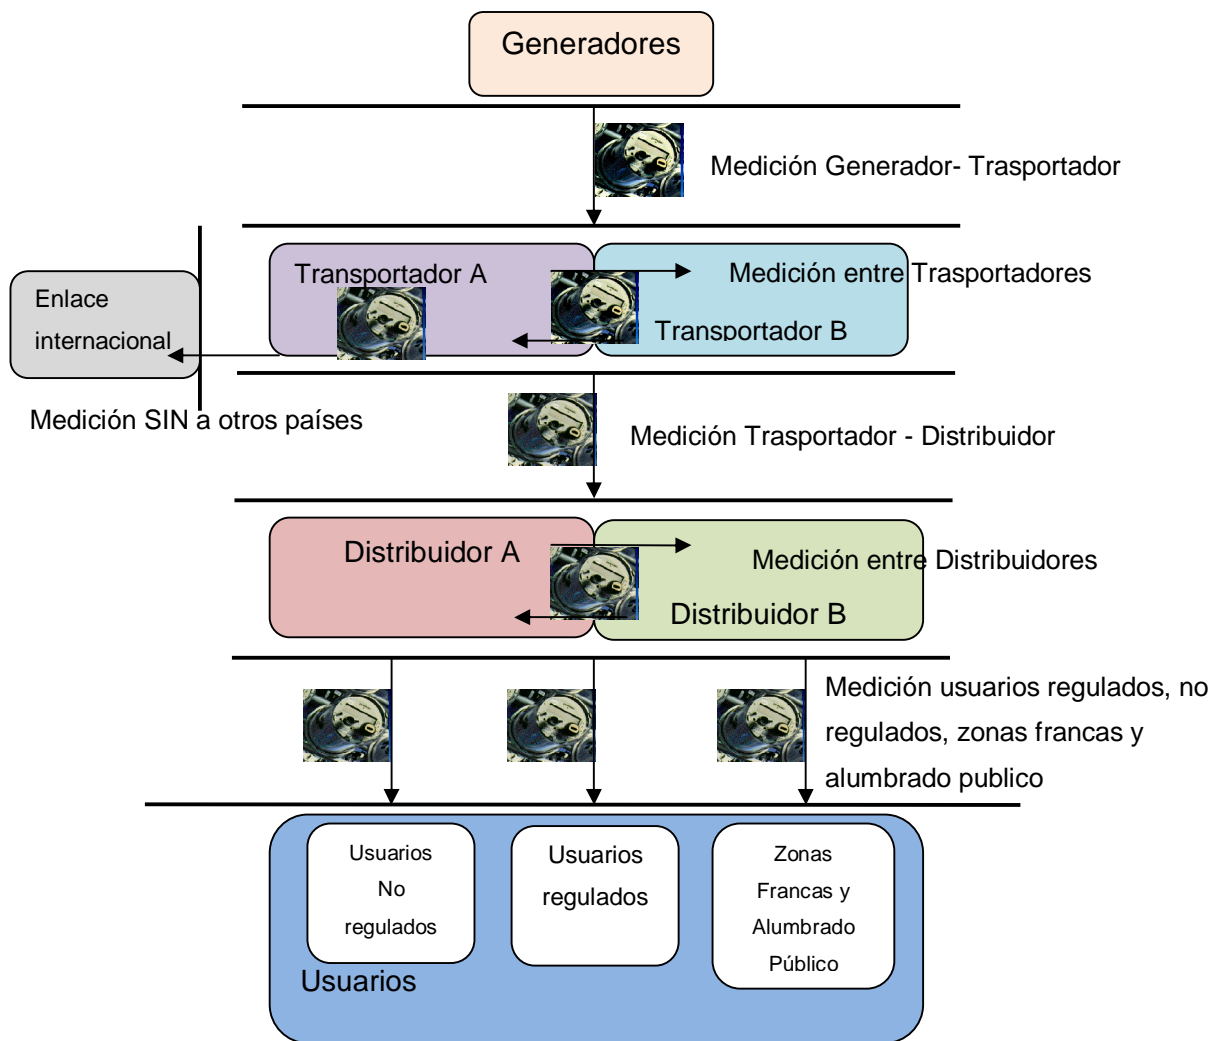 Generadores
Medición Generador- Trasportador
Transportador A
Medición entre Trasportadores
Enlace
internacional
Transportador B
Medición SIN a otros países
Medición Trasportador - Distribuidor
Distribuidor A
Medición entre Distribuidores
Distribuidor B
Medición usuarios regulados, no
regulados, zonas francas y
alumbrado publico
Usuarios
No
regulados
Usuarios
regulados
Zonas
Francas y
Alumbrado
Público
Usuarios